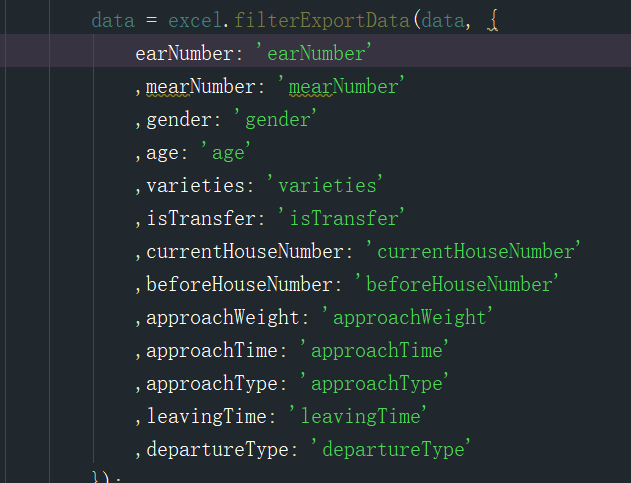 data = excel.filterExportData(data, {
earNumber: 'earNumber'
,mearNumber: 'mearNumber'
,gender: 'gender'
,age: 'age'
,varieties: 'varieties'
,isTransfer: 'isTransfer'
,currentHouseNumber: 'currentHouseNumber'
,beforeHouseNumber: 'beforeHouseNumber'
,approachWeight: 'approachWeight'
,approachTime: 'approachTime'
,approachType: 'approachType'
,leavingTime: 'leavingTime'
,departureType: 'departureType'
});